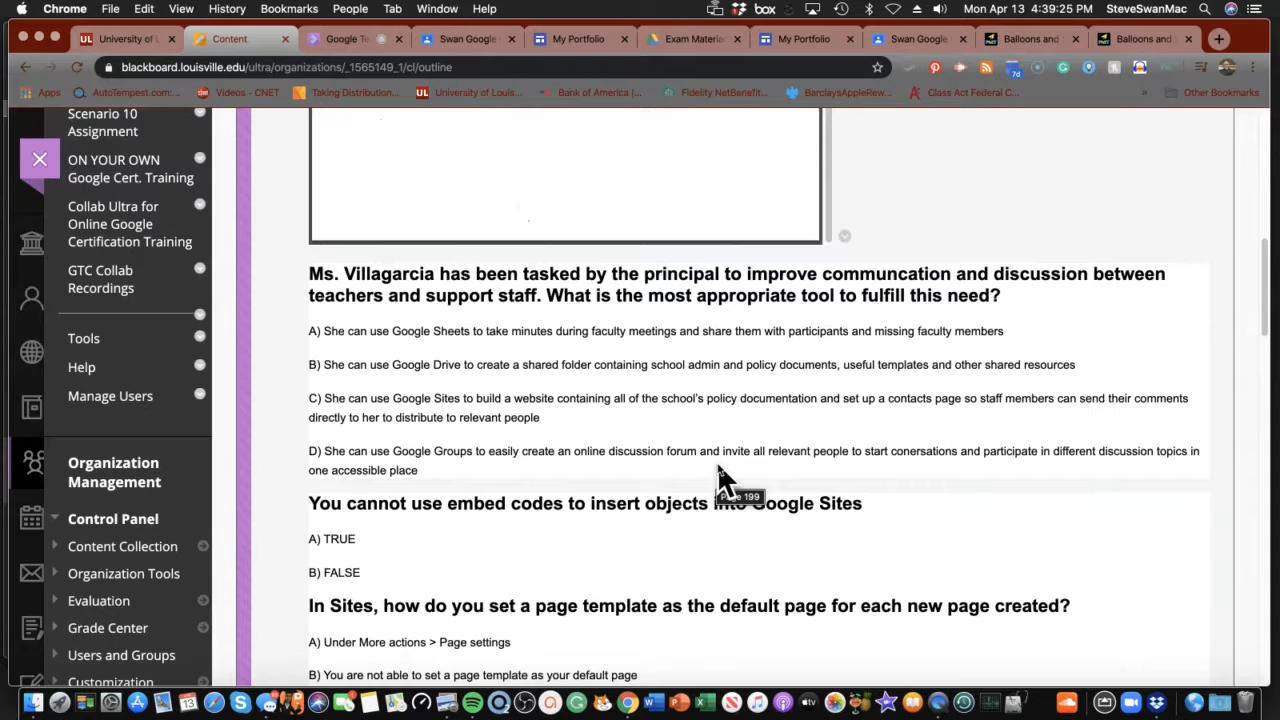 Chrome File Edit View History Bookmarks People Tab Window Help box Mon Apr 13 4:39:25 PM SteveSwanMac
University of L Content Google Te Swan Google My Portfolio Exam Materia My Portfolio Swan Google Balloons and Balloons and
blackboard.louisville.edu/ultra/organizations/_1565149_1/cl/outline
7d
Apps AutoTempest.com:... Videos - CNET Taking Distribution... University of Louis... Bank of America |... Fidelity NetBenefit... BarclaysAppleRew... Class Act Federal C... » Other Bookmarks
Scenario 10
Assignment
ON YOUR OWN
Google Cert. Training
Collab Ultra for
Online Google
Certification Training
GTC Collab
Recordings
Tools
Help
Manage Users
Organization
Management
Control Panel
Content Collection
Organization Tools
Evaluation
Grade Center
Users and Groups
Customization
Ms. Villagarcia has been tasked by the principal to improve communcation and discussion between
teachers and support staff. What is the most appropriate tool to fulfill this need?
A) She can use Google Sheets to take minutes during faculty meetings and share them with participants and missing faculty members
B) She can use Google Drive to create a shared folder containing school admin and policy documents, useful templates and other shared resources
C) She can use Google Sites to build a website containing all of the school's policy documentation and set up a contacts page so staff members can send their comments
directly to her to distribute to relevant people
D) She can use Google Groups to easily create an online discussion forum and invite all relevant people to start conersations and participate in different discussion topics in
one accessible place
Page 199
You cannot use embed codes to insert objects into Google Sites
A) TRUE
B) FALSE
In Sites, how do you set a page template as the default page for each new page created?
A) Under More actions > Page settings
B) You are not able to set a page template as your default page